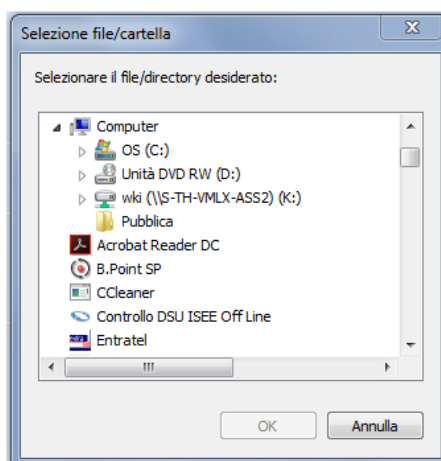 Selezione file/cartella
Selezionare il file/directory desiderato:
Computer
OS (C:)
Unità DVD RW (D:)
wki (\\S-TH-VMLX-ASS2) (K:)
Pubblica
Acrobat Reader DC
B.Point SP
CCleaner
Controllo DSU ISEE Off Line
Entratel
OK Annulla